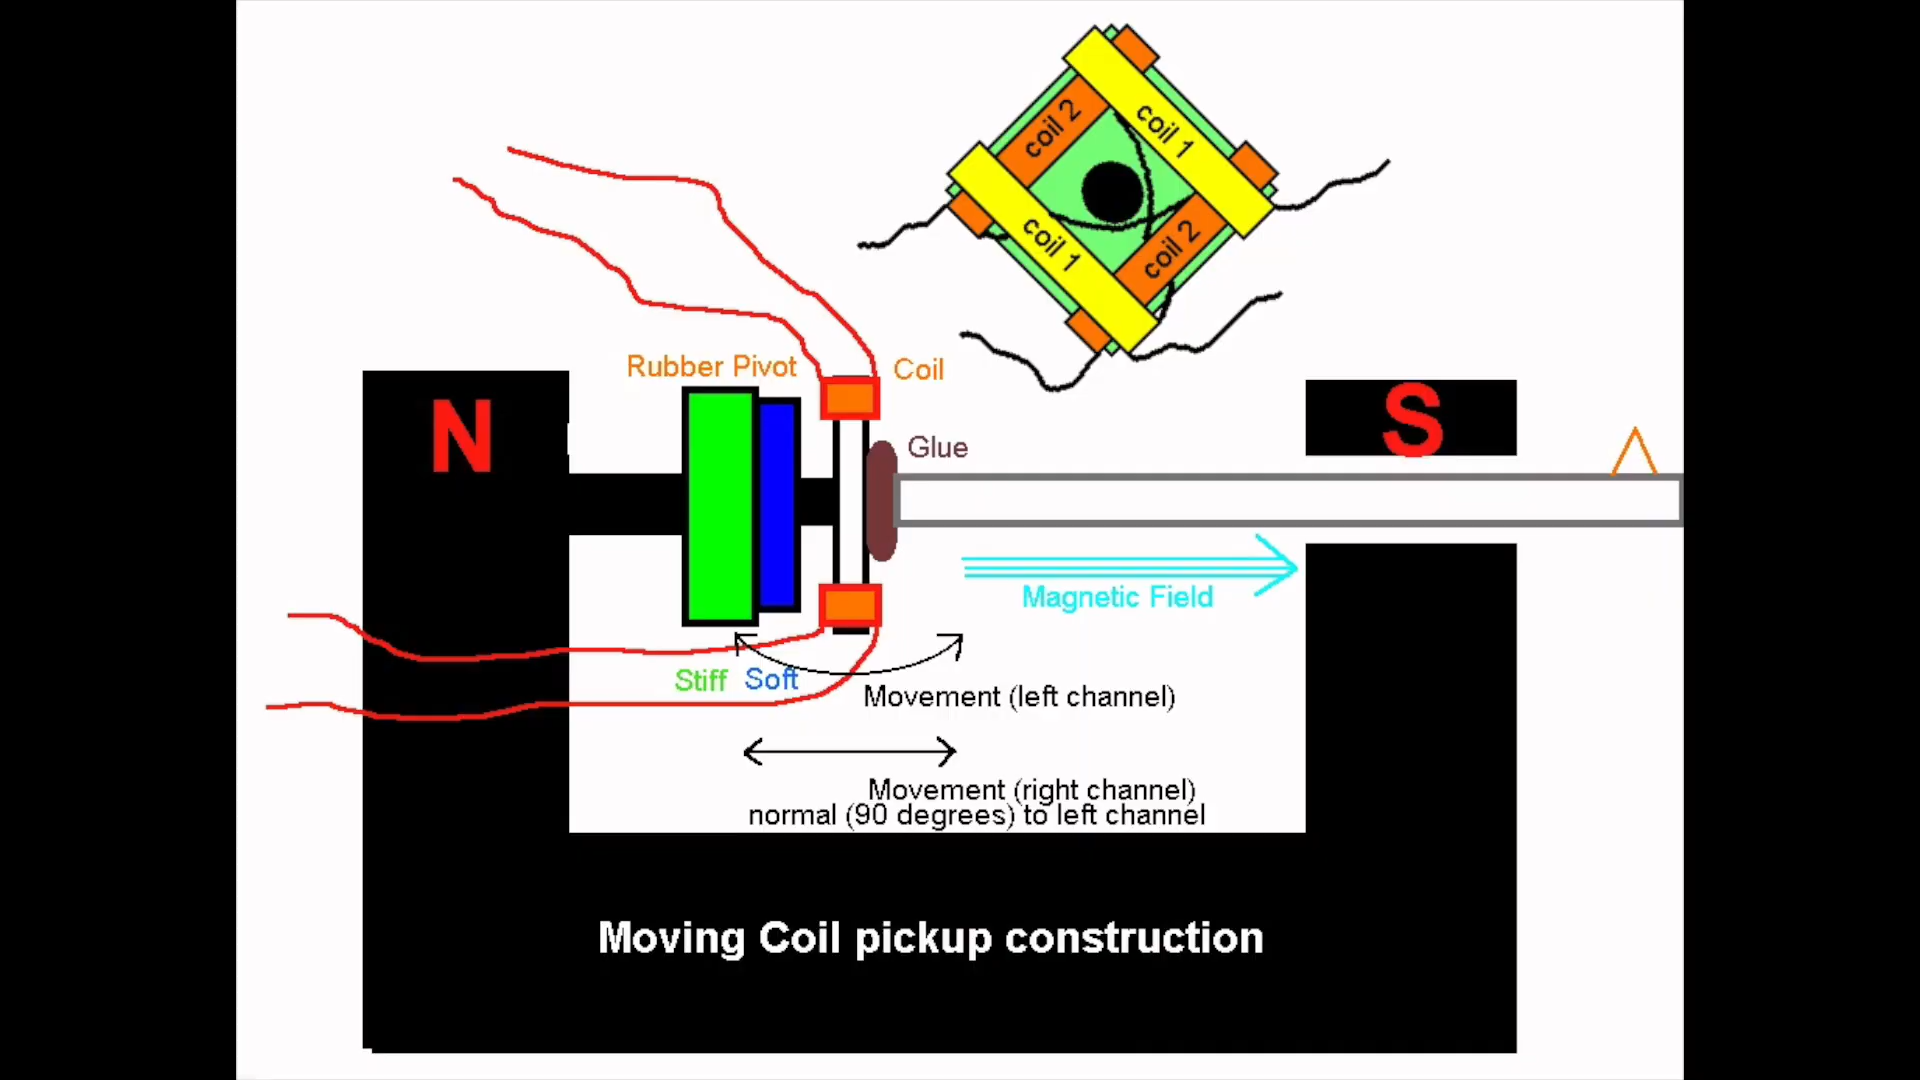 coil 2
coil 1
coil 1
coil 2
Rubber Pivot
Coil
N
S
Glue
Magnetic Field
Stiff Soft
Movement (left channel)
Movement (right channel)
normal (90 degrees) to left channel
Moving Coil pickup construction